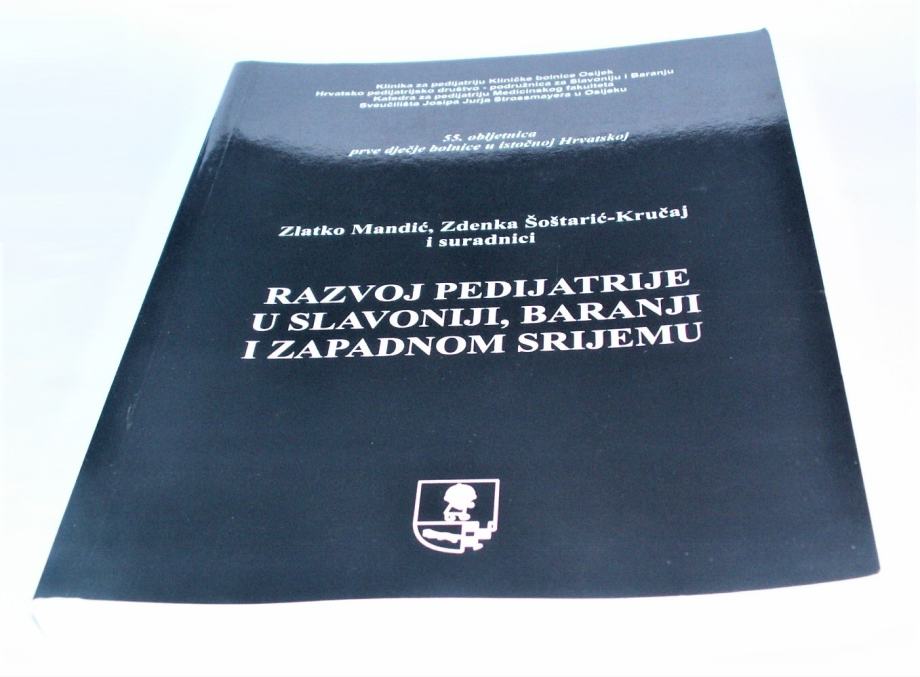 Klinika za pedijatriju Kliničke bolnice Osijek
Hrvatsko pedijatrijsko društvo - podružnica za Slavoniju i Baranju
Katedra za pedijatriju Medicinskog fakulteta
Sveučilišta Josipa Jurja Strossmayera u Osijeku
55. obljetnica
prve dječje bolnice u istočnoj Hrvatskoj
Zlatko Mandić, Zdenka Šoštarić-Kručaj
i suradnici
RAZVOJ PEDIJATRIJE
U SLAVONIJI, BARANJI
I ZAPADNOM SRIJEMU